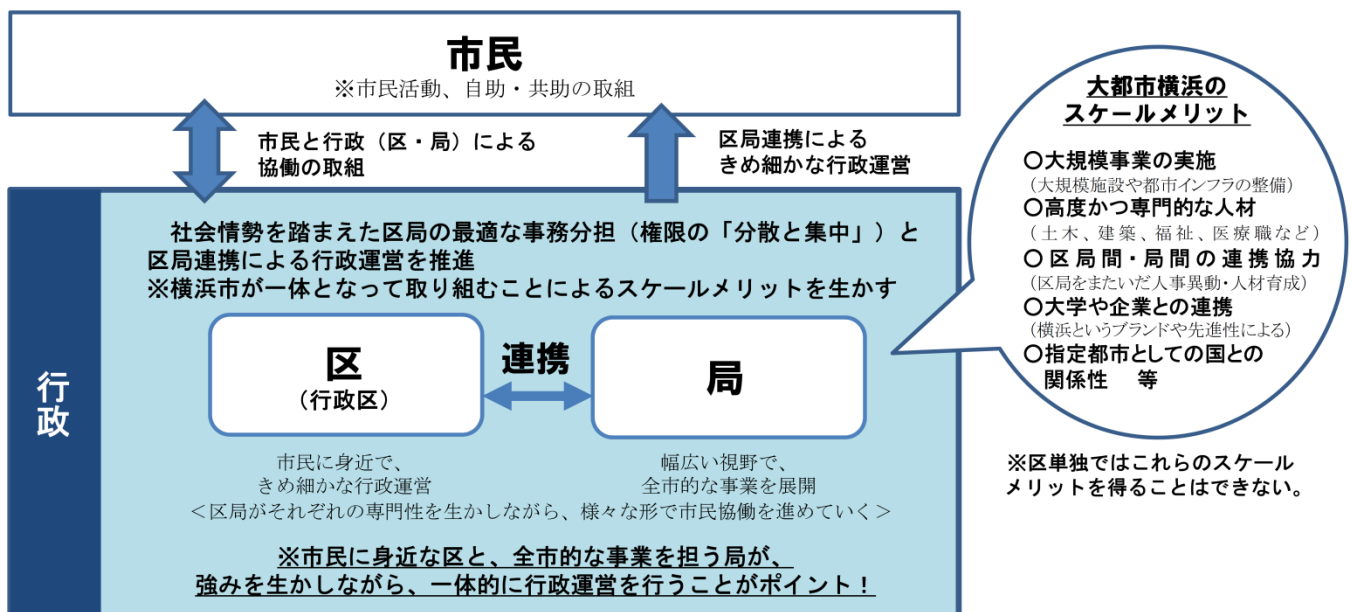 市民
※市民活動、自助・共助の取組
市民と行政（区・局）による
協働の取組
区局連携による
きめ細かな行政運営
行政
社会情勢を踏まえた区局の最適な事務分担（権限の「分散と集中」）と
区局連携による行政運営を推進
※横浜市が一体となって取り組むことによるスケールメリットを生かす
区
（行政区）
連携
局
市民に身近で、
きめ細かな行政運営
幅広い視野で、
全市的な事業を展開
＜区局がそれぞれの専門性を生かしながら、様々な形で市民協働を進めていく＞
※市民に身近な区と、全市的な事業を担う局が、
強みを生かしながら、一体的に行政運営を行うことがポイント！
大都市横浜の
スケールメリット
○大規模事業の実施
（大規模施設や都市インフラの整備）
○高度かつ専門的な人材
（土木、建築、福祉、医療職など）
○区局間・局間の連携協力
（区局をまたいだ人事異動・人材育成）
○大学や企業との連携
（横浜というブランドや先進性による）
○指定都市としての国との
関係性　等
※区単独ではこれらのスケール
メリットを得ることはできない。